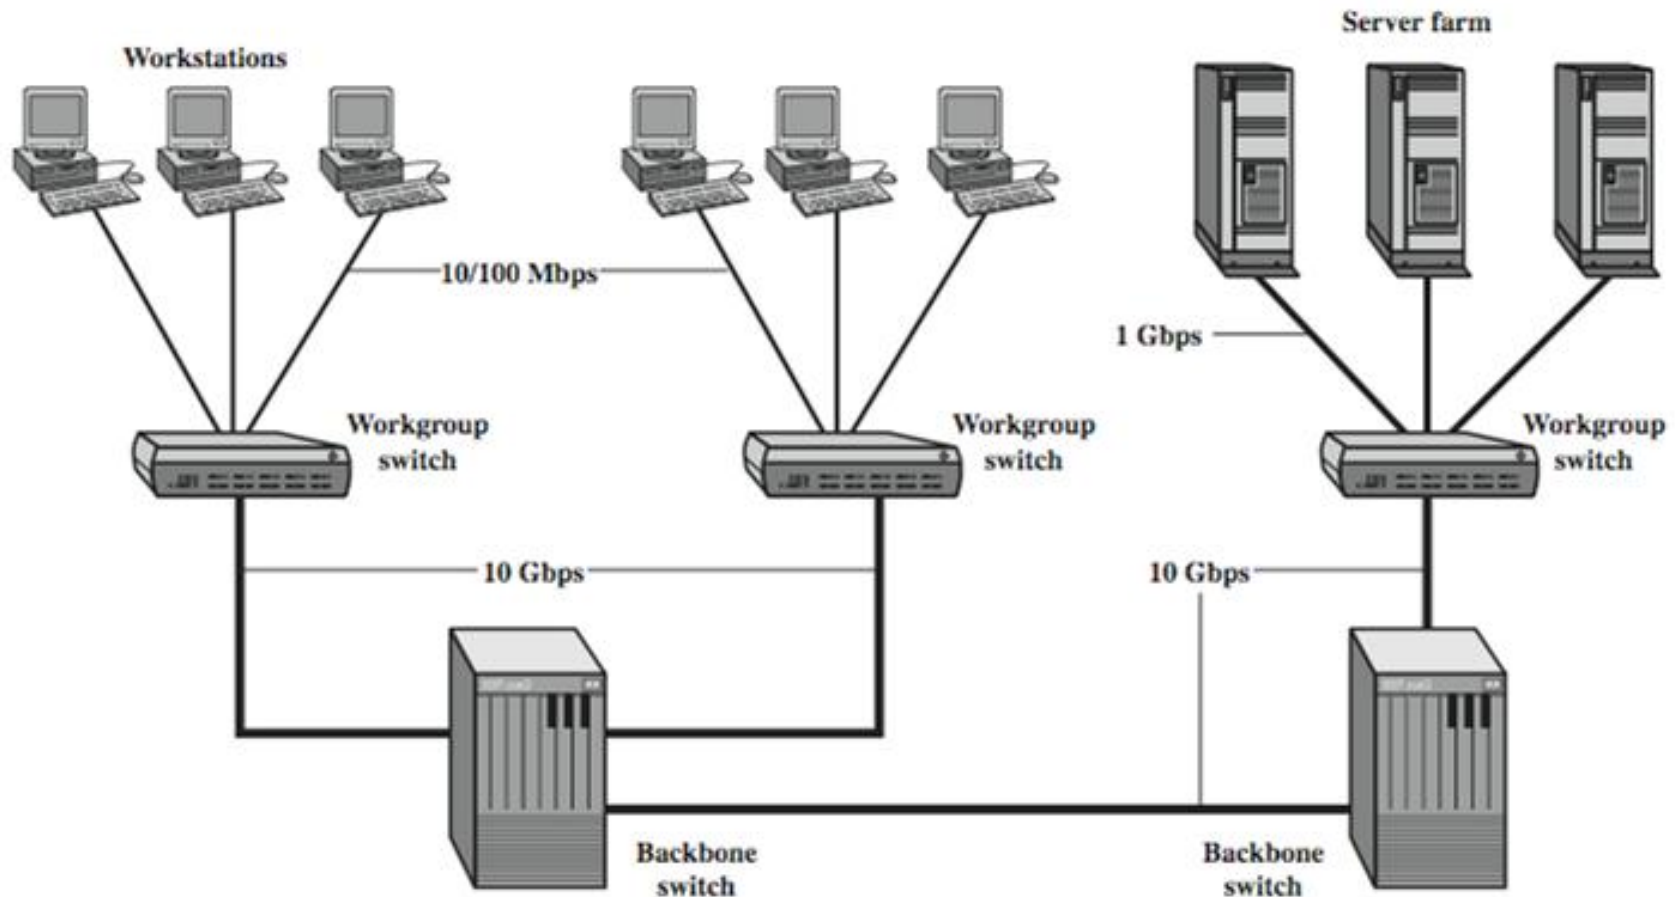 Server farm
Workstations
10/100 Mbps
1 Gbps
Workgroup
switch
Workgroup
switch
Workgroup
switch
10 Gbps
10 Gbps
Backbone
switch
Backbone
switch